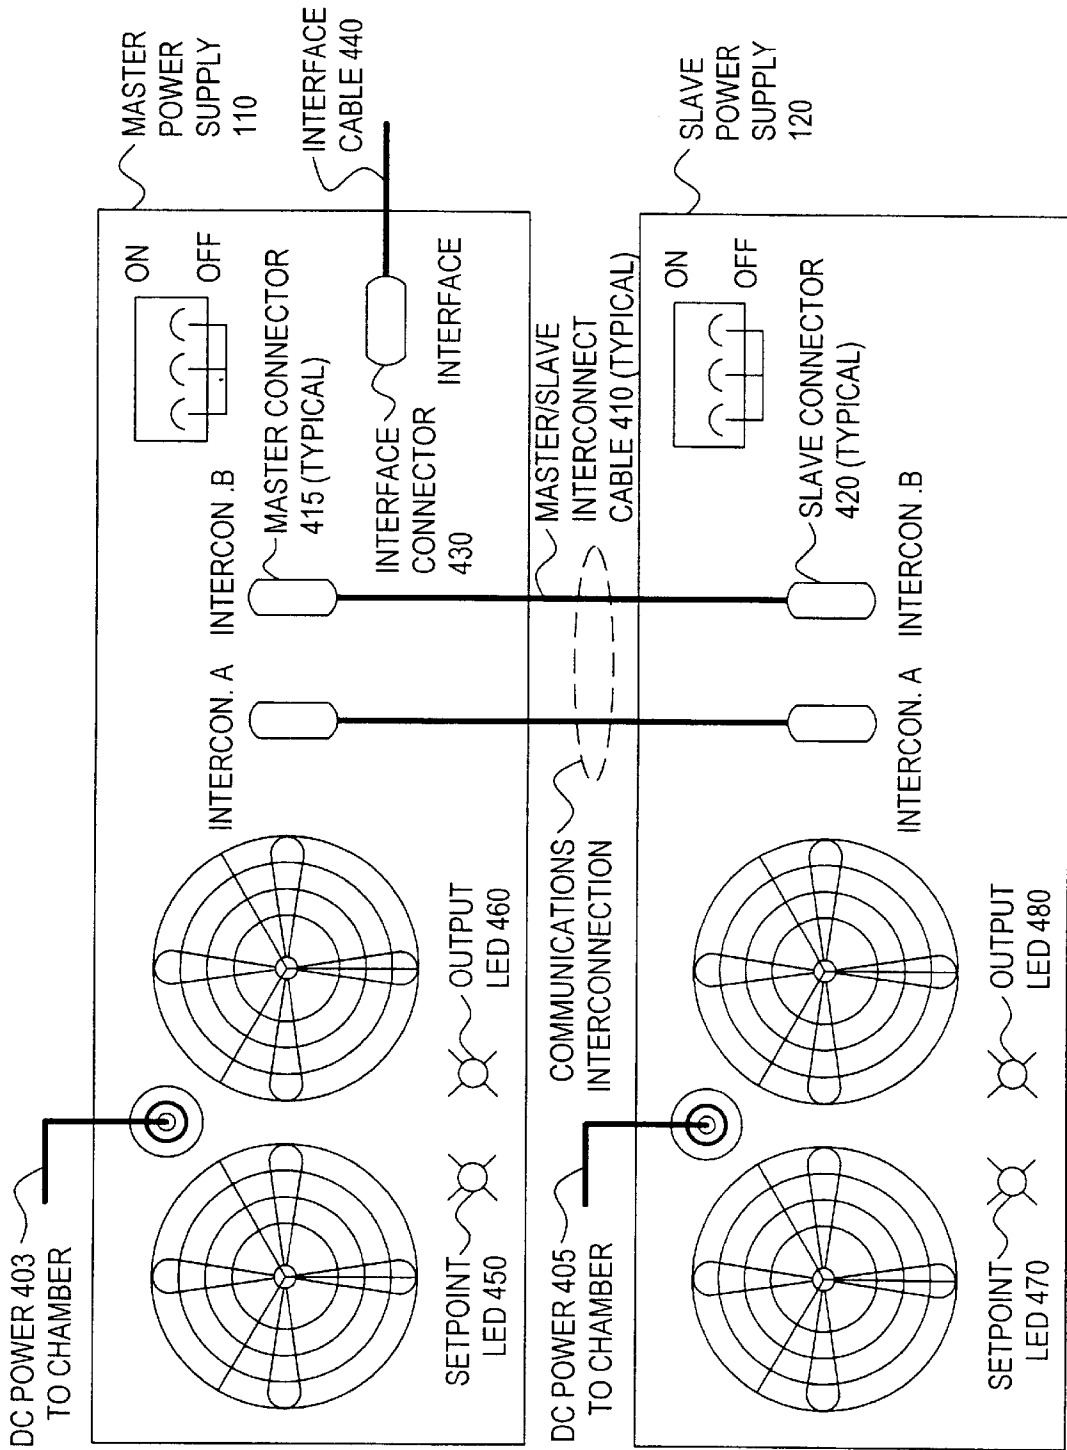 DC POWER 403
TO CHAMBER
MASTER
POWER
SUPPLY
110
ON
OFF
INTERCON. A
INTERCON .B
MASTER CONNECTOR
415 (TYPICAL)
INTERFACE
CABLE 440
INTERFACE
CONNECTOR
430
INTERFACE
SETPOINT
LED 450
OUTPUT
LED 460
COMMUNICATIONS
INTERCONNECTION
MASTER/SLAVE
INTERCONNECT
CABLE 410 (TYPICAL)
DC POWER 405
TO CHAMBER
SLAVE
POWER
SUPPLY
120
ON
OFF
SLAVE CONNECTOR
420 (TYPICAL)
INTERCON. A
INTERCON .B
SETPOINT
LED 470
OUTPUT
LED 480